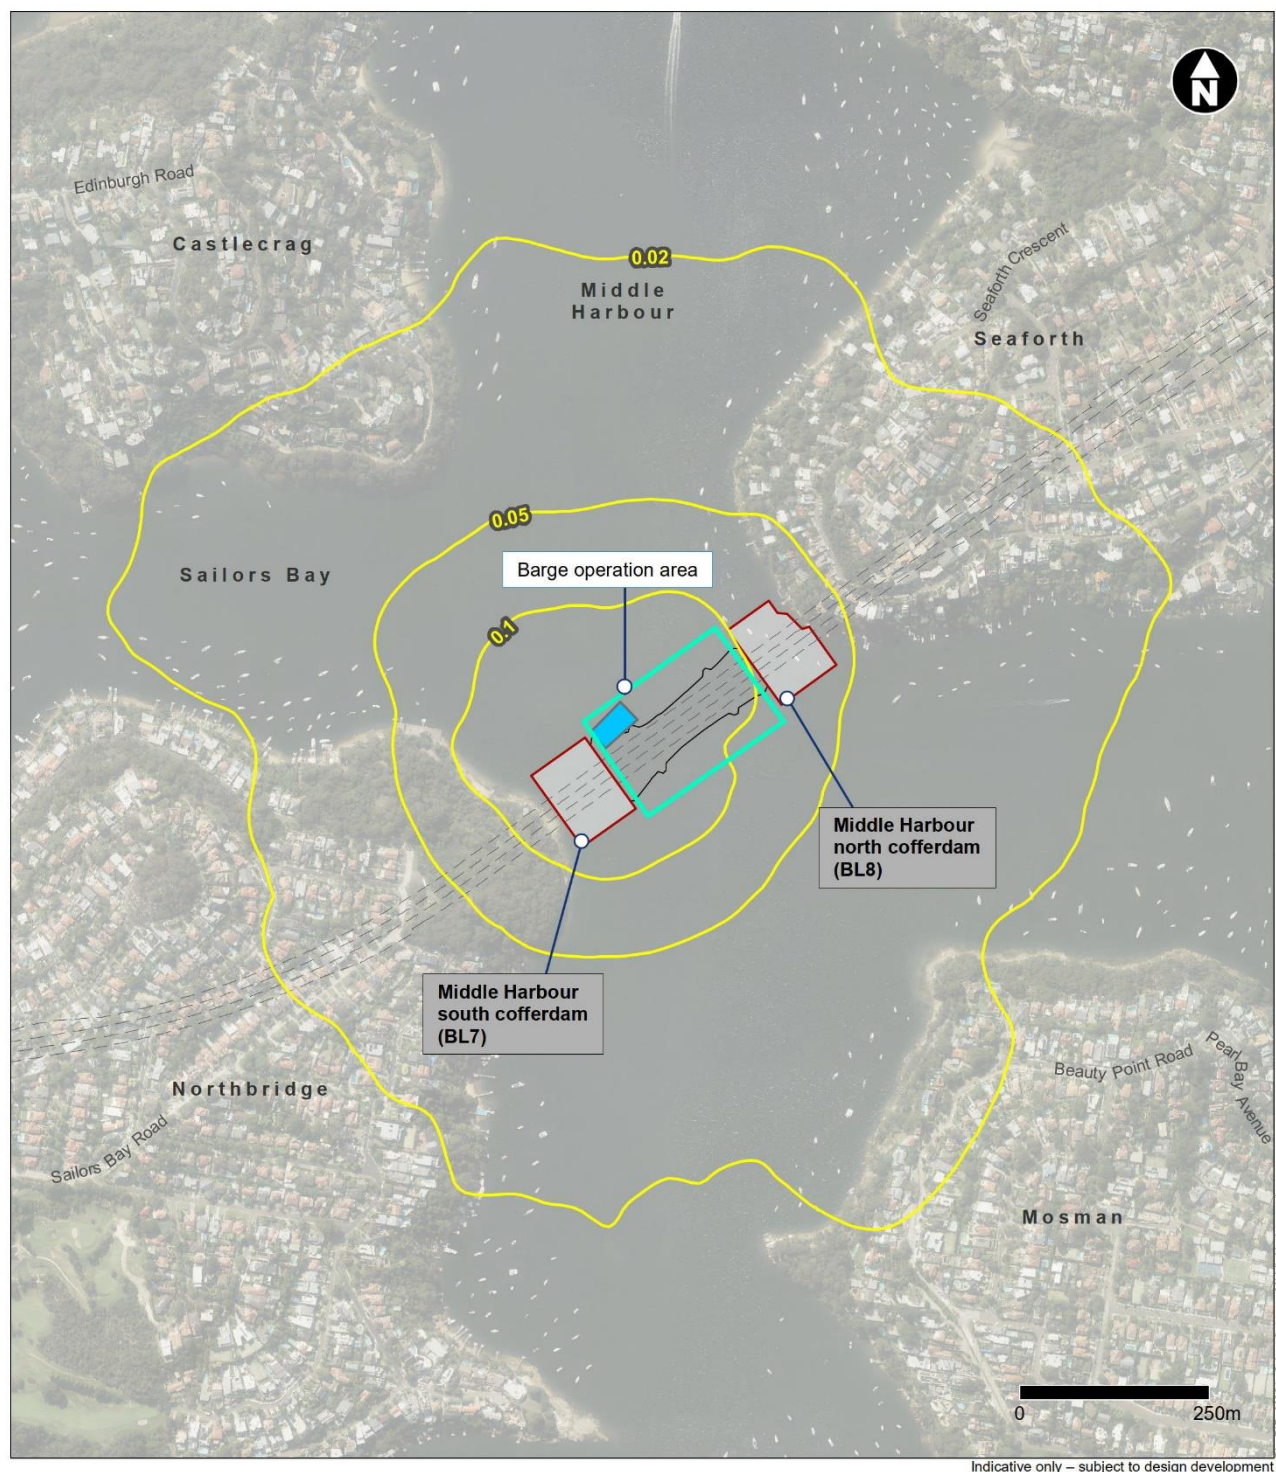 N
Edinburgh Road
Castlecrag
0.02
Middle
Harbour
Seaforth Crescent
Seaforth
0.05
Barge operation area
Sailors Bay
0.1
Middle Harbour
north cofferdam
(BL8)
Middle Harbour
south cofferdam
(BL7)
Northbridge
Sailors Bay Road
Beauty Point Road
Pearl Bay Avenue
Mosman
0
250m
Indicative only – subject to design development